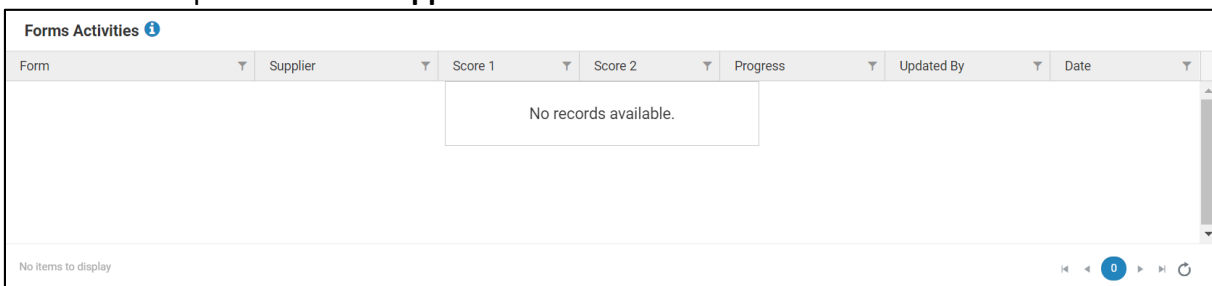 Forms Activities
Form Supplier Score 1 Score 2 Progress Updated By Date
No records available.
No items to display
0